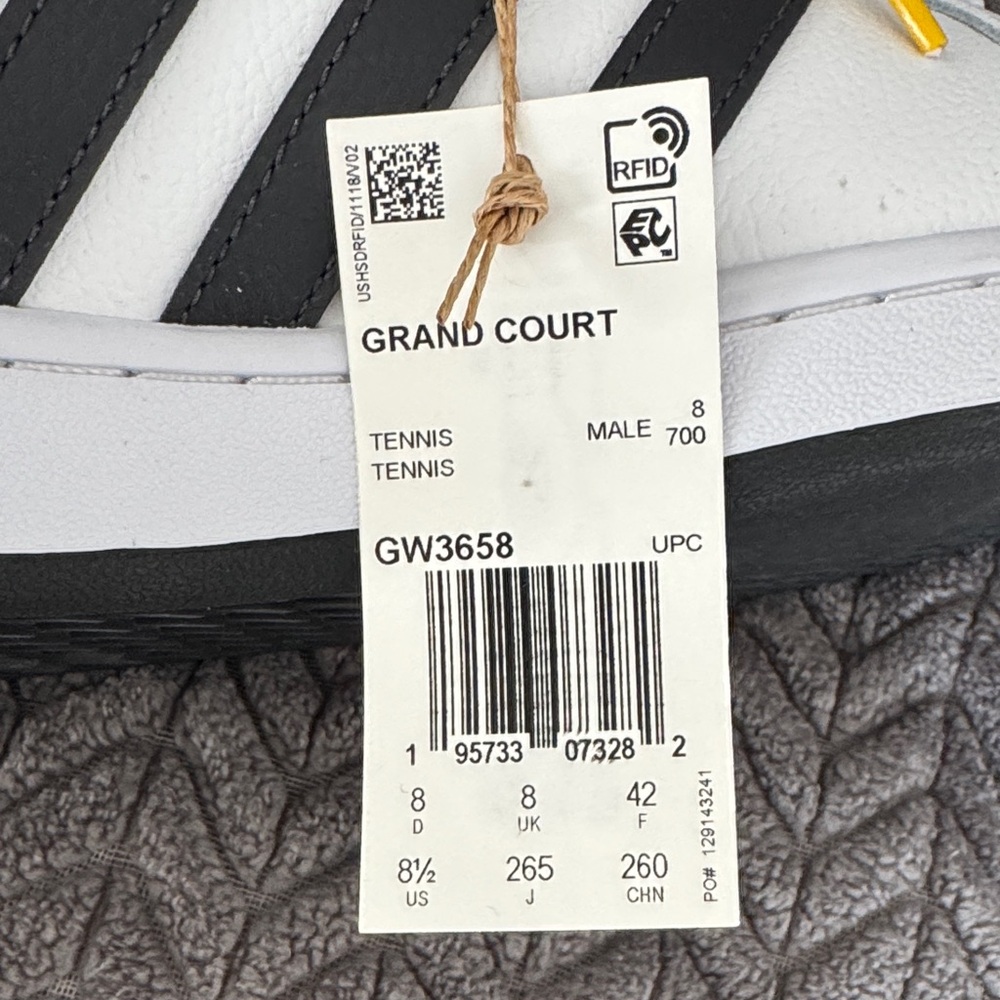 USHSDRFID/1118/V02
RFID
EPC™
GRAND COURT
TENNIS MALE 8
700
TENNIS
GW3658 UPC
1 95733 07328 2
8 8 42
D UK F
8½ 265 260
US J CHN
PO# 129143241